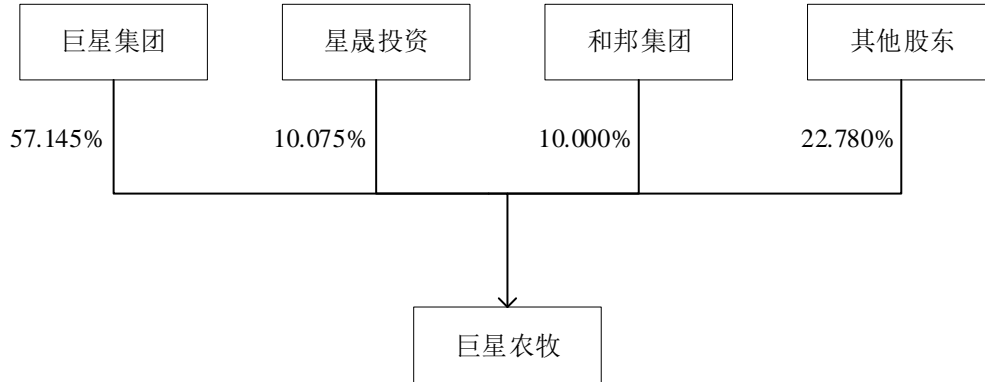 巨星集团
星晟投资
和邦集团
其他股东
57.145%
10.075%
10.000%
22.780%
巨星农牧